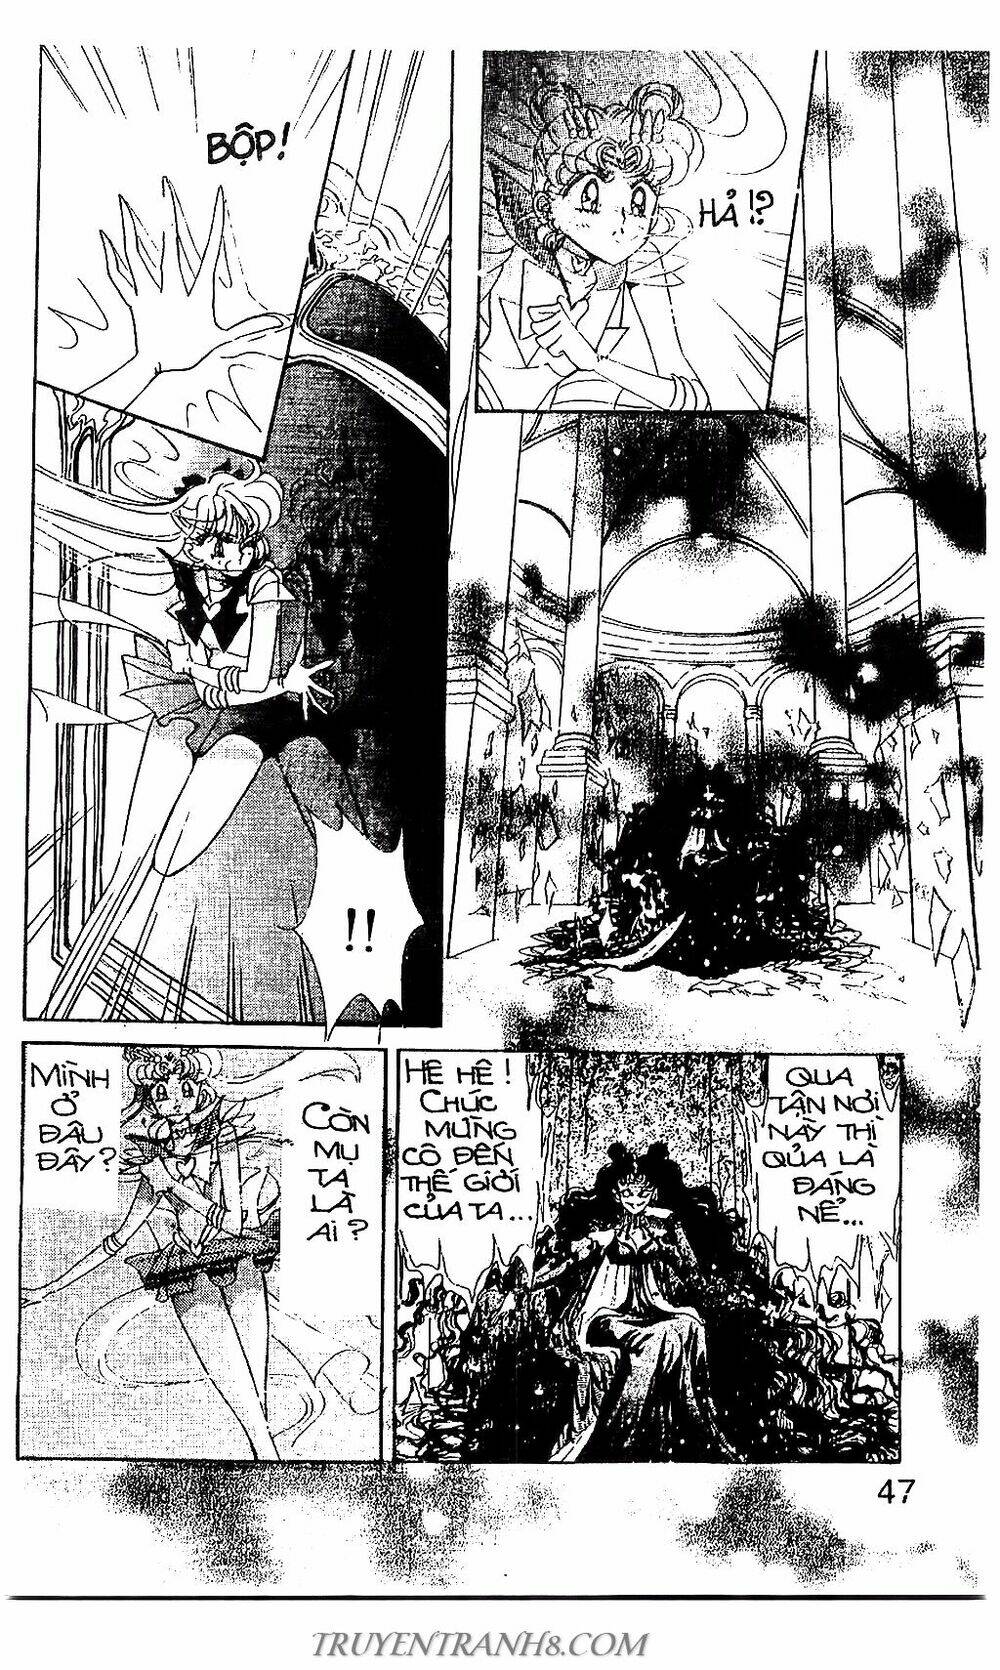 HẢ!?
BỘP!
!!
QUA
TẬN NƠI
NÀY THÌ
QỦA LÀ
ĐÁNG
NỂ...
HÊ HÊ!
CHÚC
MỪNG
CÔ ĐẾN
THẾ GIỚI
CỦA TA...
CÒN
MỤ
TA
LÀ
Ai?
MÌNH
Ở
ĐÂU
ĐÂY?
47
TRUYENTRANH8.COM